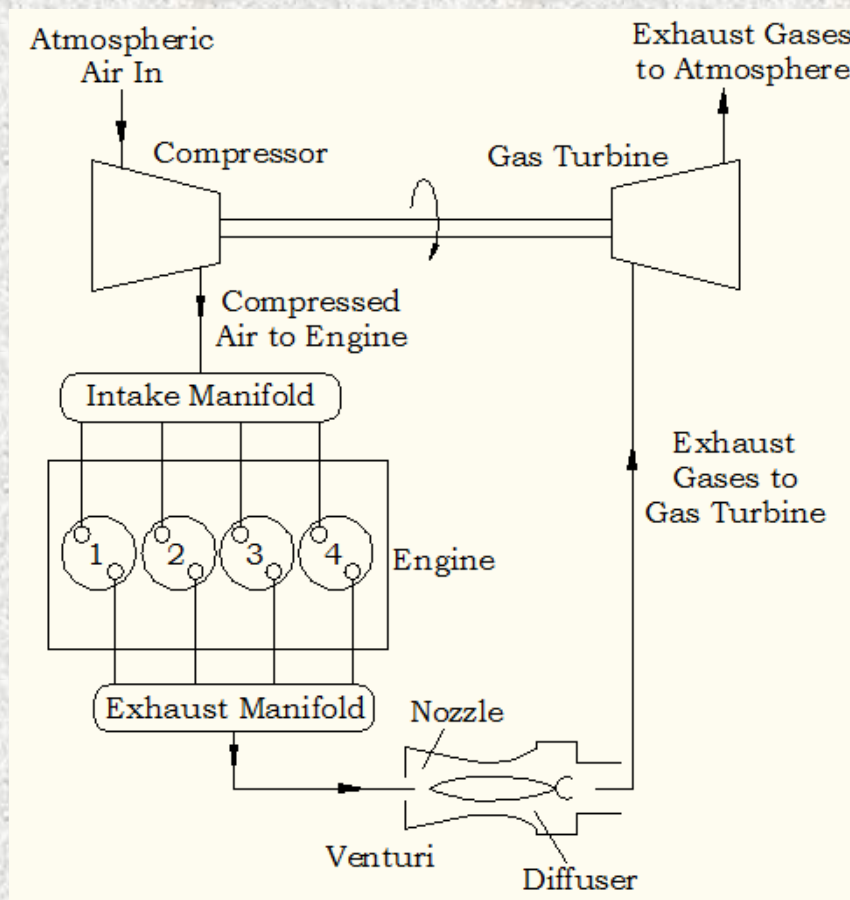 Atmospheric
Air In
Exhaust Gases
to Atmosphere
Compressor
Gas Turbine
Compressed
Air to Engine
Intake Manifold
Exhaust
Gases to
Gas Turbine
1 2 3 4
Engine
Exhaust Manifold
Nozzle
Venturi
Diffuser